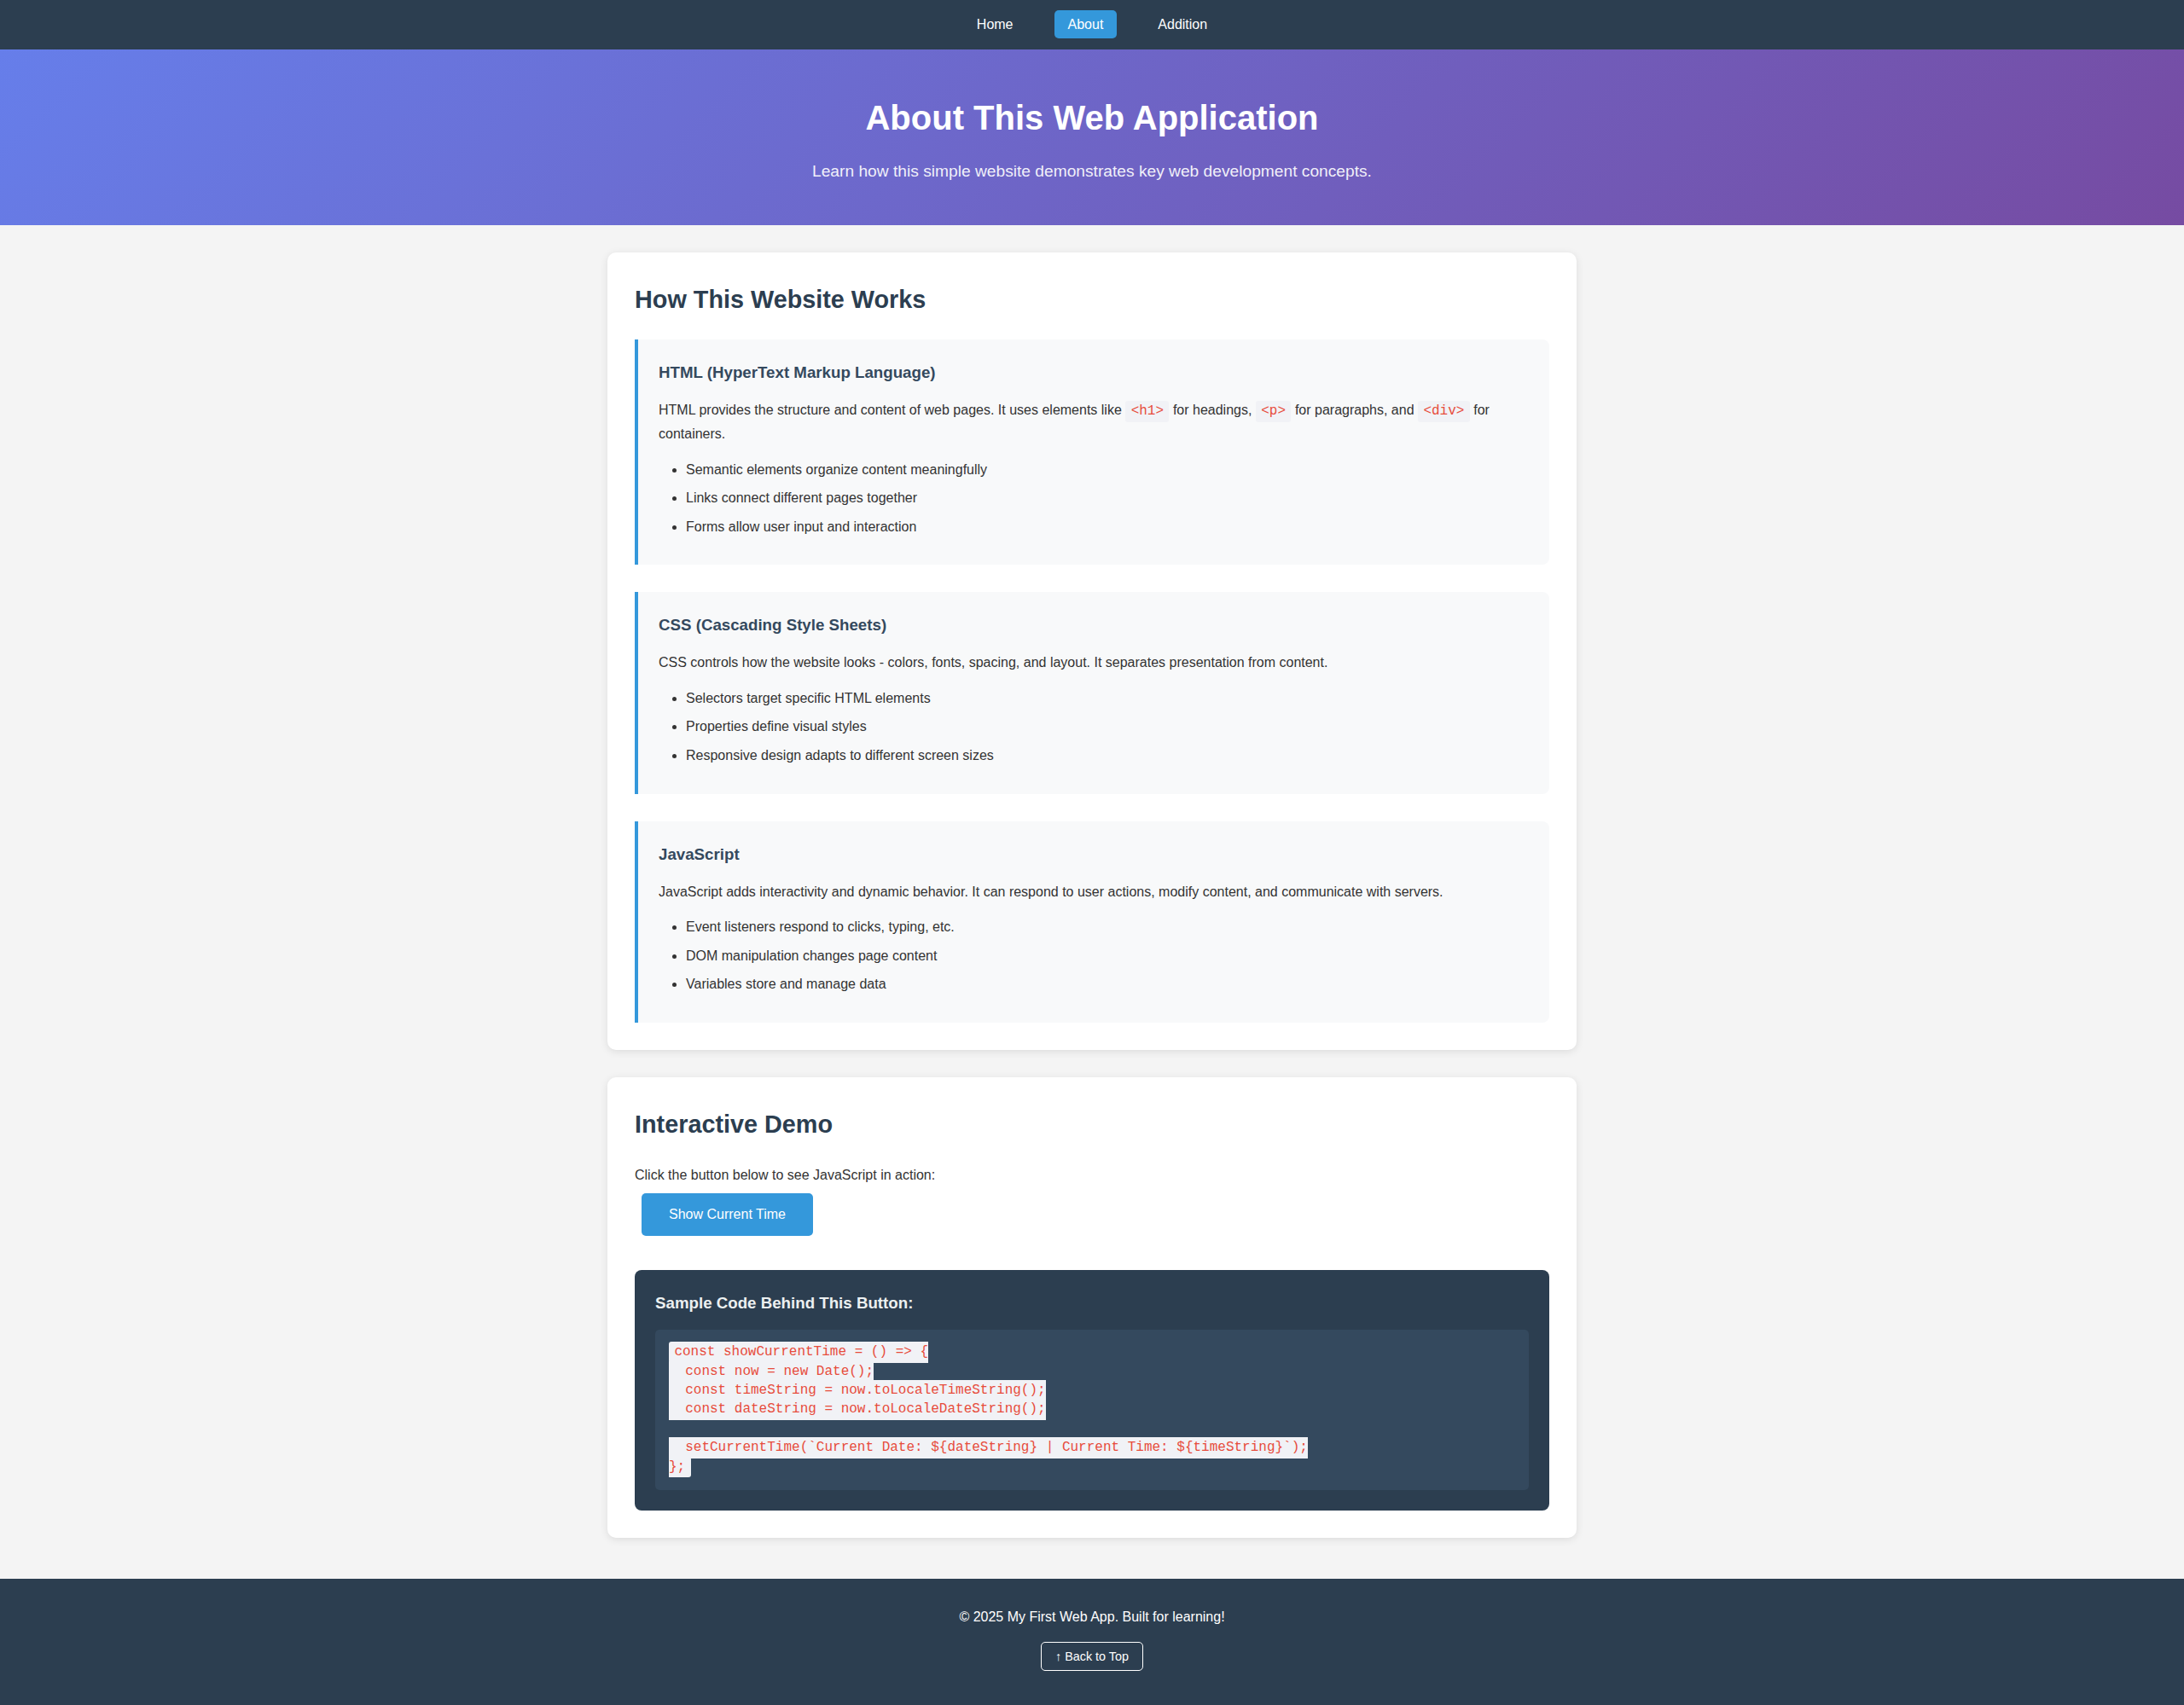 Home About Addition
About This Web Application
Learn how this simple website demonstrates key web development concepts.
How This Website Works
HTML (HyperText Markup Language)
HTML provides the structure and content of web pages. It uses elements like <h1> for headings, <p> for paragraphs, and <div> for
containers.
• Semantic elements organize content meaningfully
• Links connect different pages together
• Forms allow user input and interaction
CSS (Cascading Style Sheets)
CSS controls how the website looks - colors, fonts, spacing, and layout. It separates presentation from content.
• Selectors target specific HTML elements
• Properties define visual styles
• Responsive design adapts to different screen sizes
JavaScript
JavaScript adds interactivity and dynamic behavior. It can respond to user actions, modify content, and communicate with servers.
• Event listeners respond to clicks, typing, etc.
• DOM manipulation changes page content
• Variables store and manage data
Interactive Demo
Click the button below to see JavaScript in action:
Show Current Time
Sample Code Behind This Button:
const showCurrentTime = () => {
  const now = new Date();
  const timeString = now.toLocaleTimeString();
  const dateString = now.toLocaleDateString();
  setCurrentTime(`Current Date: ${dateString} | Current Time: ${timeString}`);
};
© 2025 My First Web App. Built for learning!
↑ Back to Top